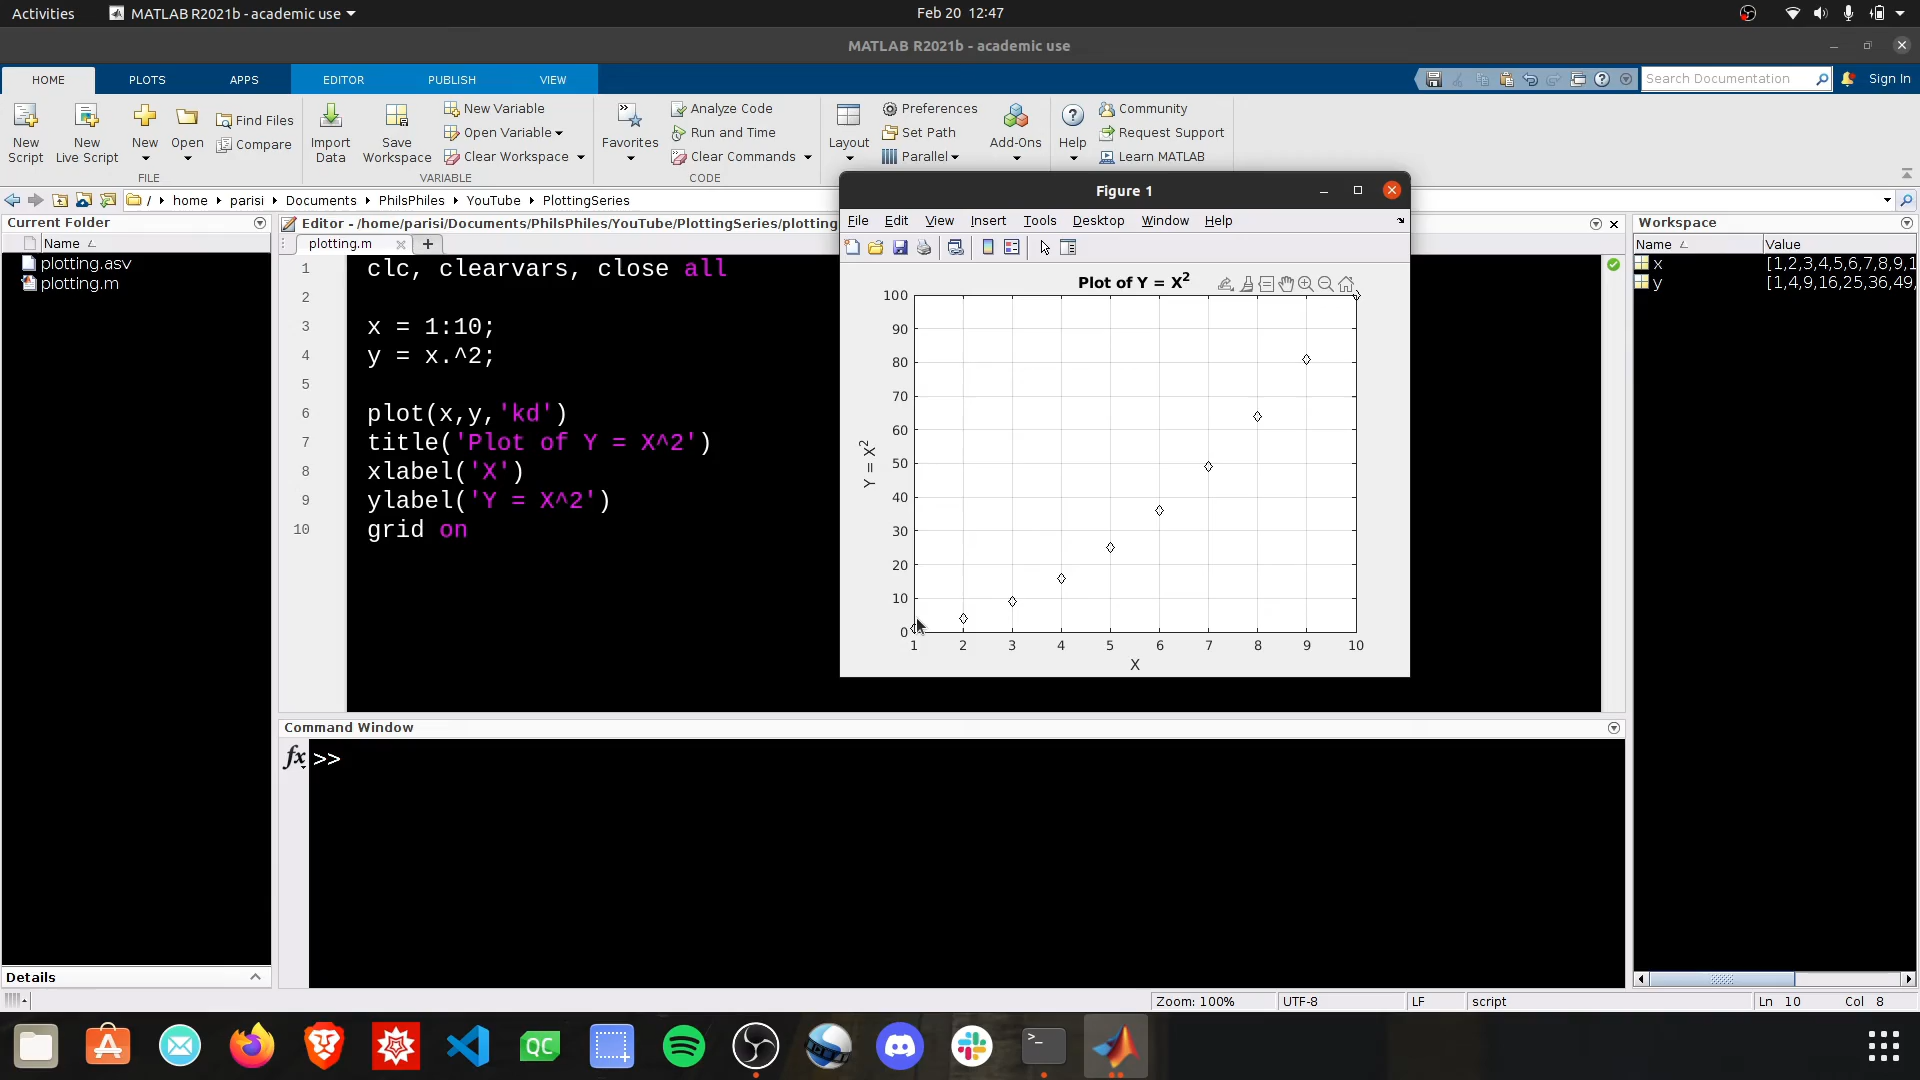 Activities
MATLAB R2021b - academic use
Feb 20 12:47
MATLAB R2021b - academic use
HOME
PLOTS
APPS
EDITOR
PUBLISH
VIEW
Search Documentation
Sign In
New Script
New Live Script
New
Open
Find Files
Compare
FILE
Import Data
Save Workspace
New Variable
Open Variable
Clear Workspace
VARIABLE
Favorites
Analyze Code
Run and Time
Clear Commands
CODE
Layout
Preferences
Set Path
Parallel
Add-Ons
Help
Community
Request Support
Learn MATLAB
/ home parisi Documents PhilsPhiles YouTube PlottingSeries
Current Folder
Name
plotting.asv
plotting.m
Details
Editor - /home/parisi/Documents/PhilsPhiles/YouTube/PlottingSeries/plotting
plotting.m
1 clc, clearvars, close all
2
3 x = 1:10;
4 y = x.^2;
5
6 plot(x,y,'kd')
7 title('Plot of Y = X^2')
8 xlabel('X')
9 ylabel('Y = X^2')
10 grid on
Figure 1
File Edit View Insert Tools Desktop Window Help
Plot of Y = X²
100
90
80
70
60
50
40
30
20
10
0
Y = X²
1 2 3 4 5 6 7 8 9 10
X
Command Window
fx >>
Workspace
Name Value
x [1,2,3,4,5,6,7,8,9,1
y [1,4,9,16,25,36,49,
Zoom: 100%
UTF-8
LF
script
Ln 10 Col 8
QC
>_